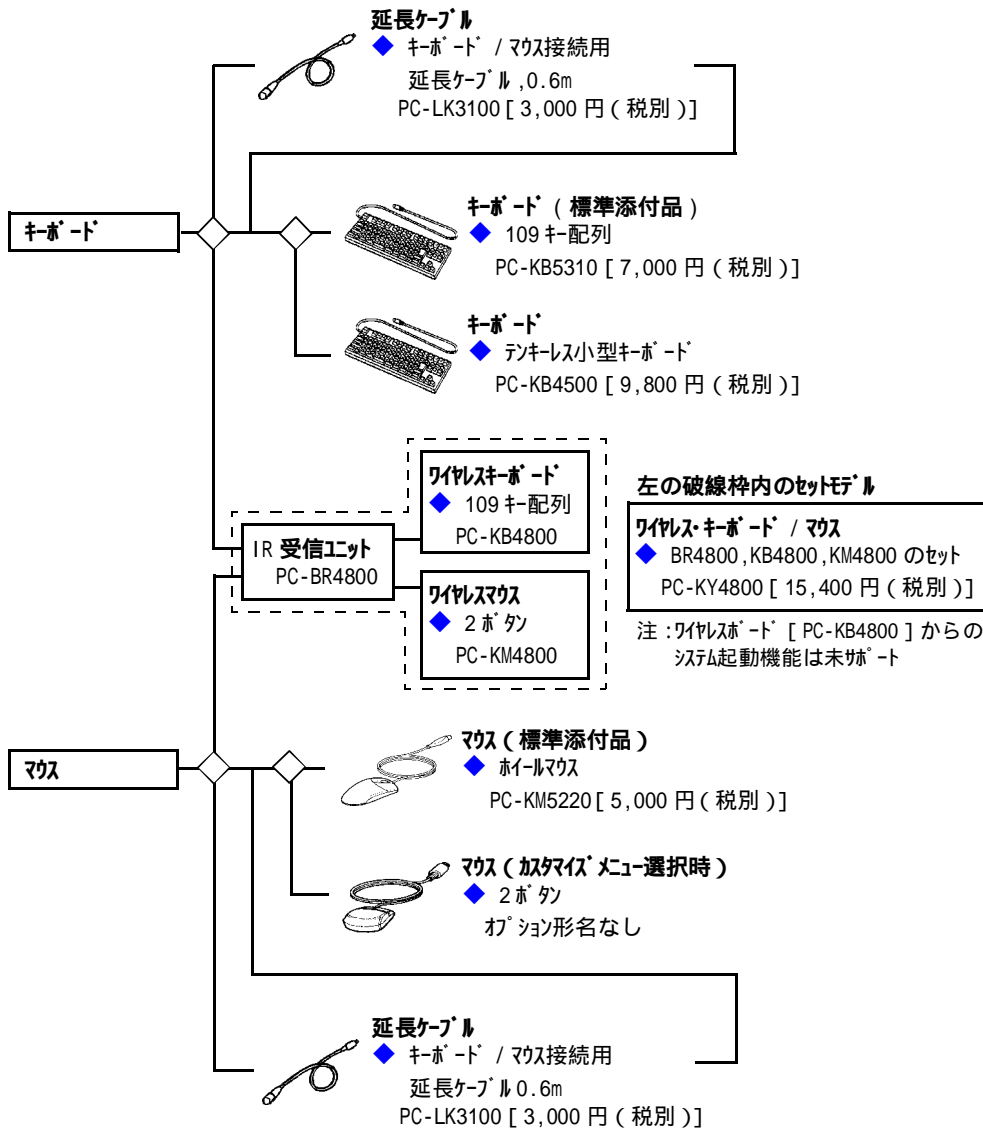 延長ケーブル
◆ キーボード / マウス接続用
延長ケーブル ,0.6m
PC-LK3100 [ 3,000 円 ( 税別 )]
キーボード
キーボード ( 標準添付品 )
◆ 109 キー配列
PC-KB5310 [ 7,000 円 ( 税別 )]
キーボード
◆ テンキーレス小型キーボード
PC-KB4500 [ 9,800 円 ( 税別 )]
ワイヤレスキーボード
◆ 109 キー配列
PC-KB4800
IR 受信ユニット
PC-BR4800
ワイヤレスマウス
◆ 2 ボタン
PC-KM4800
左の破線枠内のセットモデル
ワイヤレス・キーボード / マウス
◆ BR4800,KB4800,KM4800 のセット
PC-KY4800 [ 15,400 円 ( 税別 )]
注 :ワイヤレスボード [ PC-KB4800 ] からの
システム起動機能は未サポート
マウス
マウス ( 標準添付品 )
◆ ホイールマウス
PC-KM5220 [ 5,000 円 ( 税別 )]
マウス ( カスタマイズメニュー選択時 )
◆ 2 ボタン
オプション形名なし
延長ケーブル
◆ キーボード / マウス接続用
延長ケーブル 0.6m
PC-LK3100 [ 3,000 円 ( 税別 )]